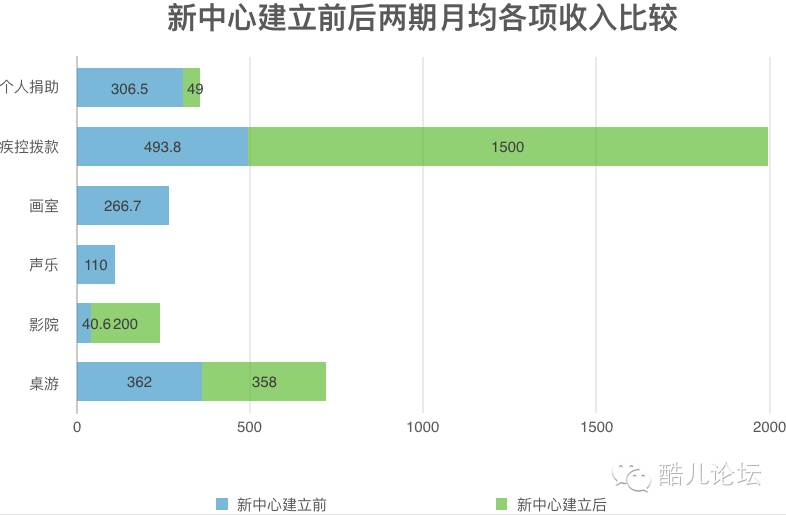 新中心建立前后两期月均各项收入比较
个人捐助 306.5 49
疾控拨款 493.8 1500
画室 266.7
声乐 110
影院 40.6 200
桌游 362 358
0 500 1000 1500 2000
酷儿论坛
新中心建立前 新中心建立后